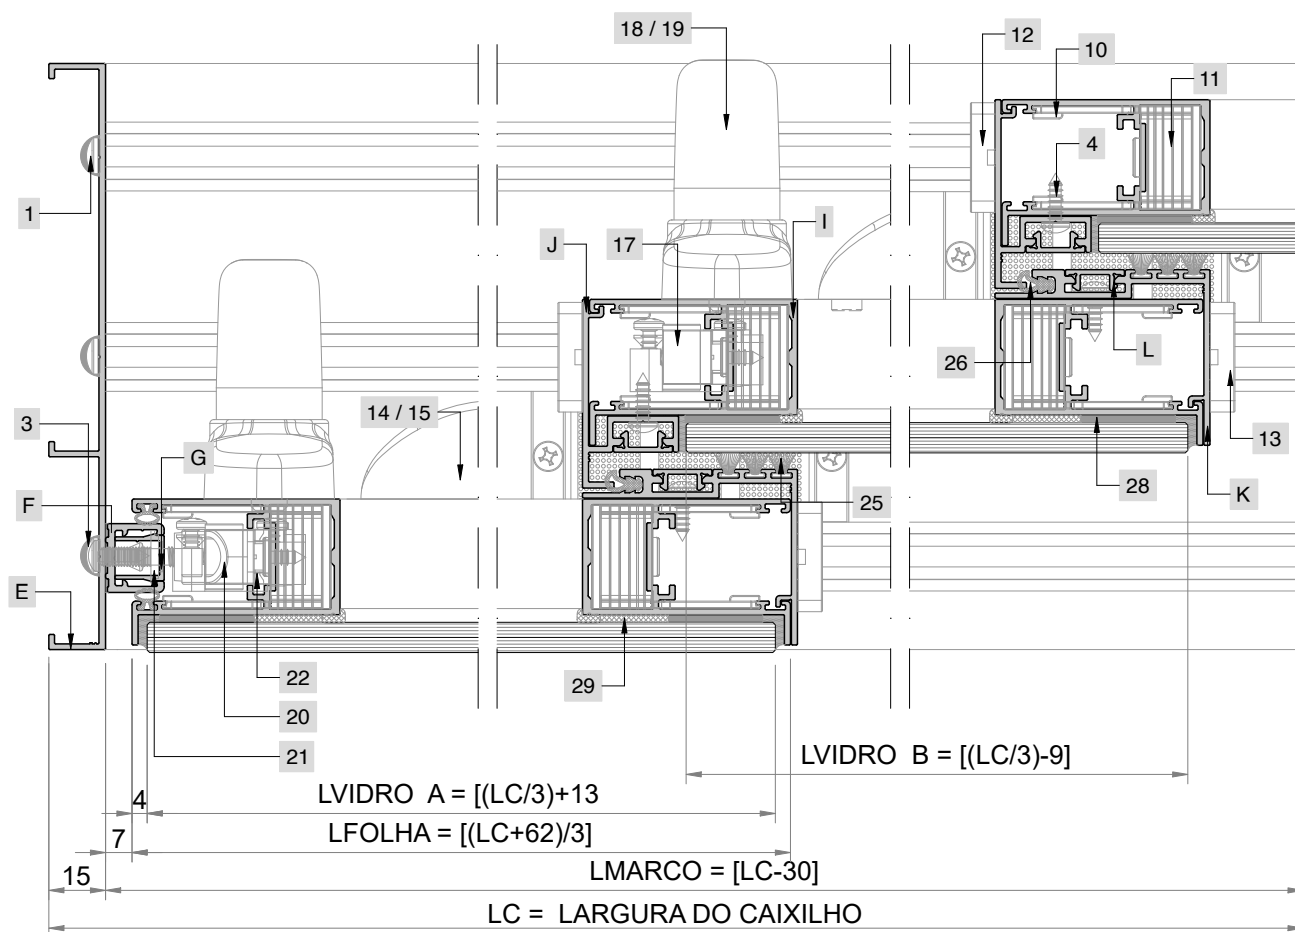 18 / 19
12
10
11
4
1
J
17
I
26
L
14 / 15
3
G
13
F
25
28
K
E
22
29
20
21
LVIDRO B = [(LC/3)-9]
4
LVIDRO A = [(LC/3)+13
LFOLHA = [(LC+62)/3]
7
15
LMARCO = [LC-30]
LC = LARGURA DO CAIXILHO